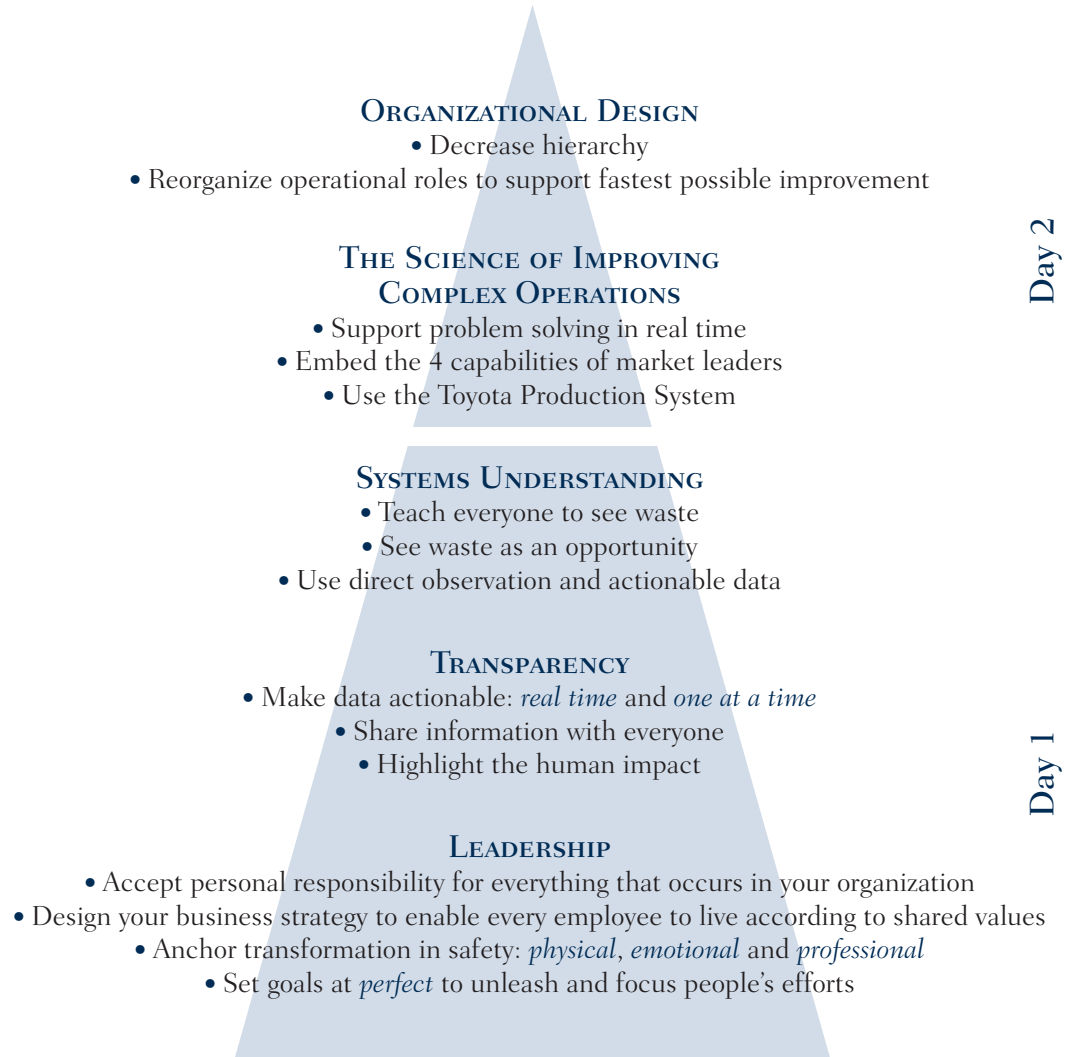 Organizational Design
• Decrease hierarchy
• Reorganize operational roles to support fastest possible improvement
The Science of Improving
Complex Operations
• Support problem solving in real time
• Embed the 4 capabilities of market leaders
• Use the Toyota Production System
Day 2
Systems Understanding
• Teach everyone to see waste
• See waste as an opportunity
• Use direct observation and actionable data
Transparency
• Make data actionable: real time and one at a time
• Share information with everyone
• Highlight the human impact
Leadership
• Accept personal responsibility for everything that occurs in your organization
• Design your business strategy to enable every employee to live according to shared values
• Anchor transformation in safety: physical, emotional and professional
• Set goals at perfect to unleash and focus people’s efforts
Day 1